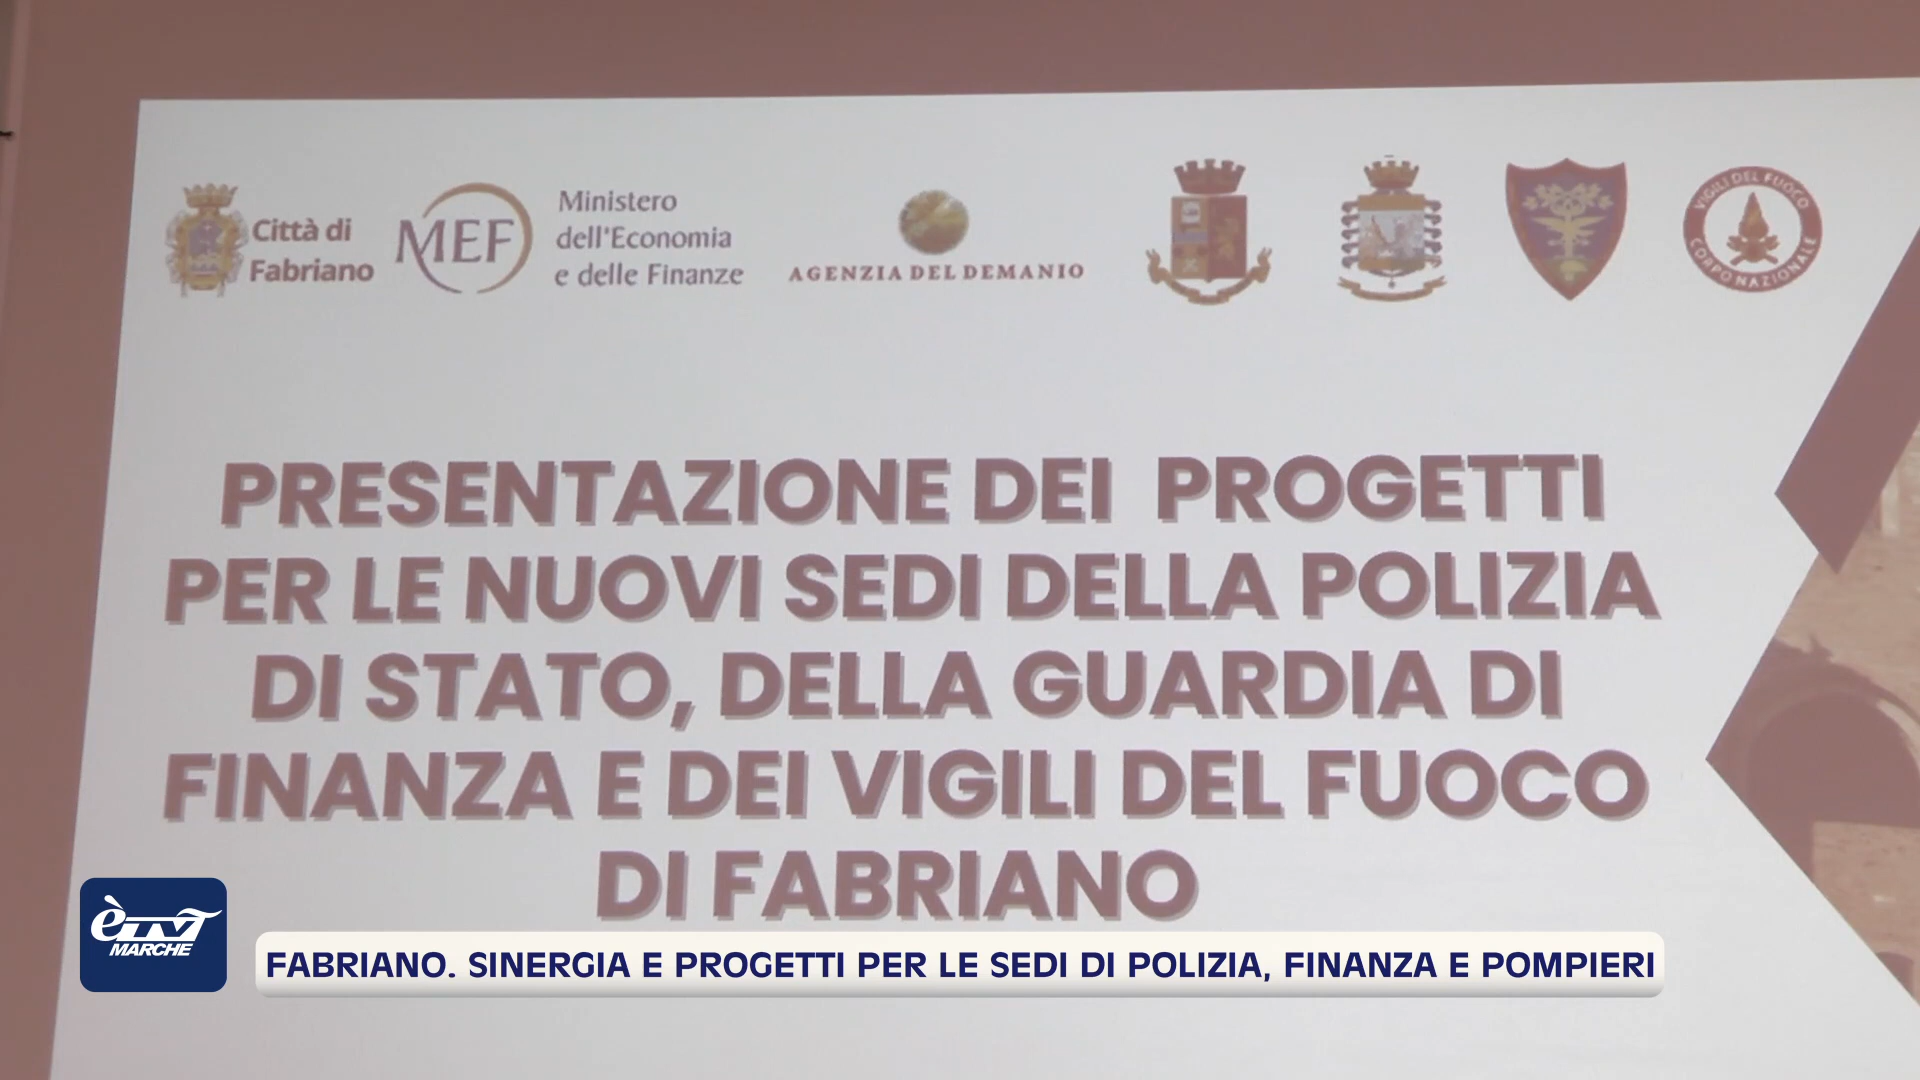 Città di
Fabriano
MEF
Ministero
dell'Economia
e delle Finanze
AGENZIA DEL DEMANIO
VIGILI DEL FUOCO
CORPO NAZIONALE
PRESENTAZIONE DEI PROGETTI
PER LE NUOVI SEDI DELLA POLIZIA
DI STATO, DELLA GUARDIA DI
FINANZA E DEI VIGILI DEL FUOCO
DI FABRIANO
èTV
MARCHE
FABRIANO. SINERGIA E PROGETTI PER LE SEDI DI POLIZIA, FINANZA E POMPIERI